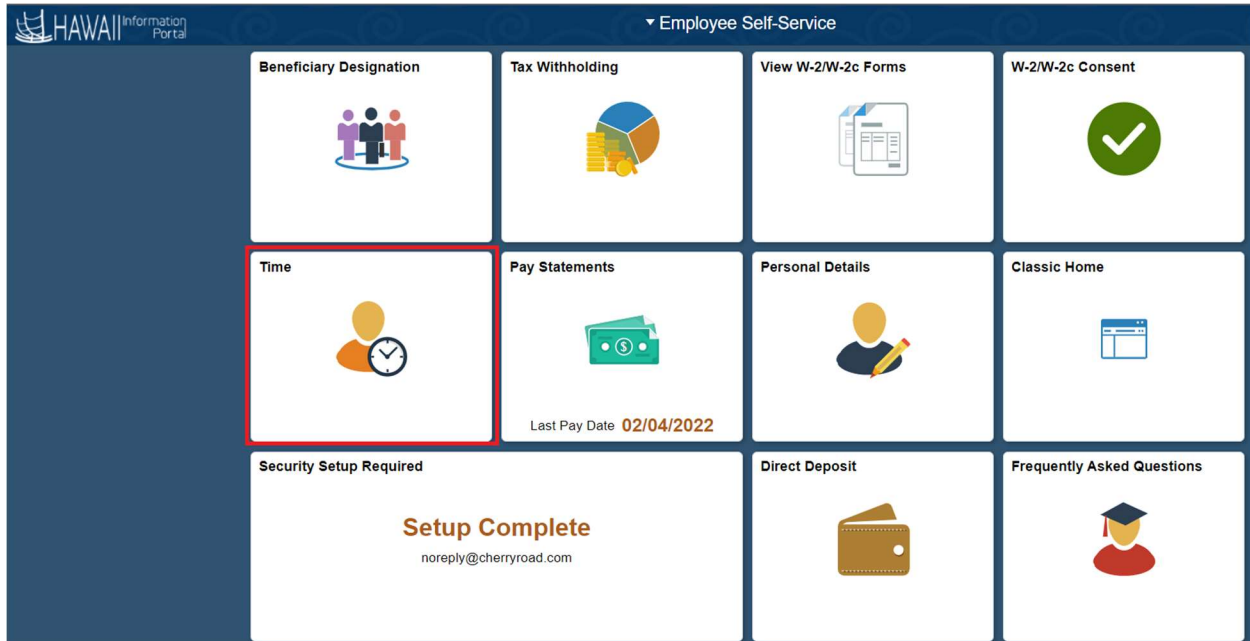 HAWAII Information
Portal
Employee Self-Service
Beneficiary Designation
Tax Withholding
View W-2/W-2c Forms
W-2/W-2c Consent
Time
Pay Statements
Last Pay Date 02/04/2022
Personal Details
Classic Home
Security Setup Required
Setup Complete
noreply@cherryroad.com
Direct Deposit
Frequently Asked Questions